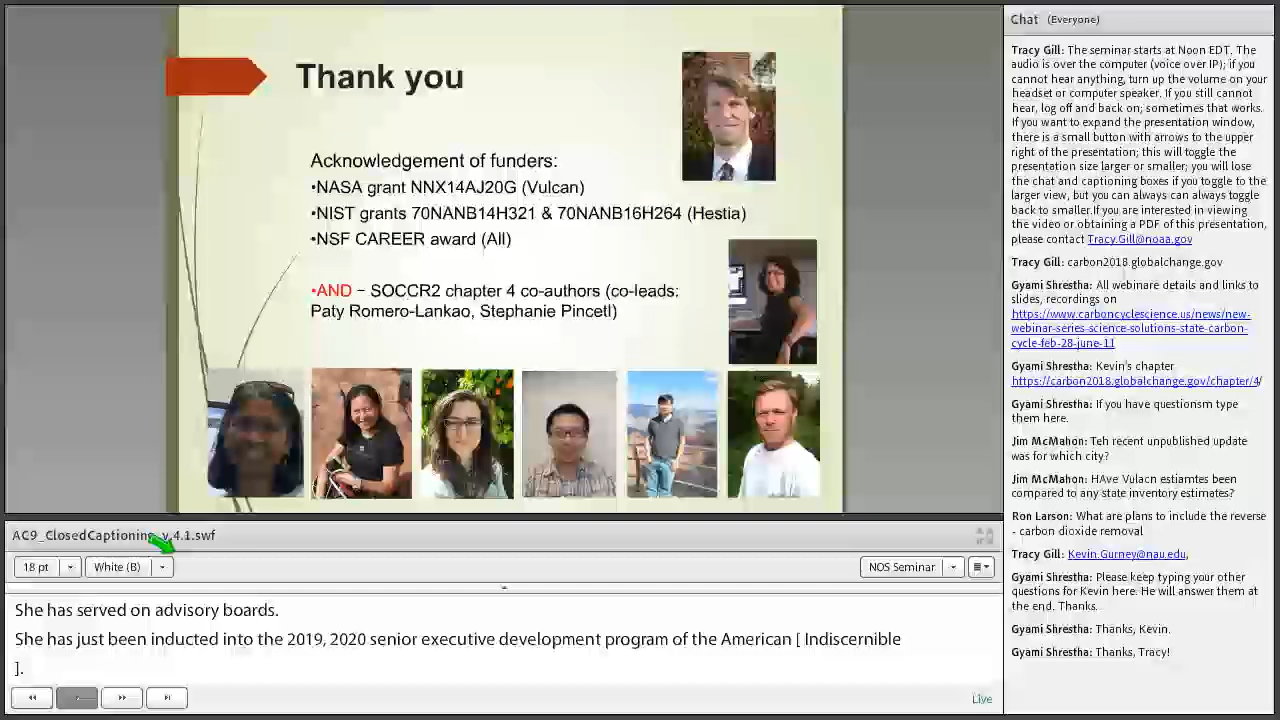 Thank you
Acknowledgement of funders:
•NASA grant NNX14AJ20G (Vulcan)
•NIST grants 70NANB14H321 & 70NANB16H264 (Hestia)
•NSF CAREER award (All)
•AND – SOCCR2 chapter 4 co-authors (co-leads:
Paty Romero-Lankao, Stephanie Pincetl)
AC9_ClosedCaptioning_v.4.1.swf
18 pt
White (B)
NOS Seminar
She has served on advisory boards.
She has just been inducted into the 2019, 2020 senior executive development program of the American [ Indiscernible
].
Live
Chat (Everyone)
Tracy Gill: The seminar starts at Noon EDT. The
audio is over the computer (voice over IP); if you
cannot hear anything, turn up the volume on your
headset or computer speaker. If you still cannot
hear, log off and back on; sometimes that works.
If you want to expand the presentation window,
there is a small button with arrows to the upper
right of the presentation; this will toggle the
presentation size larger or smaller; you will lose
the chat and captioning boxes if you toggle to the
larger view, but you can always can always toggle
back to smaller.If you are interested in viewing
the video or obtaining a PDF of this presentation,
please contact Tracy.Gill@noaa.gov
Tracy Gill: carbon2018.globalchange.gov
Gyami Shrestha: All webinare details and links to
slides, recordings on
https://www.carboncyclescience.us/news/new-
webinar-series-science-solutions-state-carbon-
cycle-feb-28-june-11
Gyami Shrestha: Kevin's chapter
https://carbon2018.globalchange.gov/chapter/4/
Gyami Shrestha: If you have questionsm type
them here.
Jim McMahon: Teh recent unpublished update
was for which city?
Jim McMahon: HAve Vulacn estiamtes been
compared to any state inventory estimates?
Ron Larson: What are plans to include the reverse
- carbon dioxide removal
Tracy Gill: Kevin.Gurney@nau.edu,
Gyami Shrestha: Please keep typing your other
questions for Kevin here. He will answer them at
the end. Thanks.
Gyami Shrestha: Thanks, Kevin.
Gyami Shrestha: Thanks, Tracy!